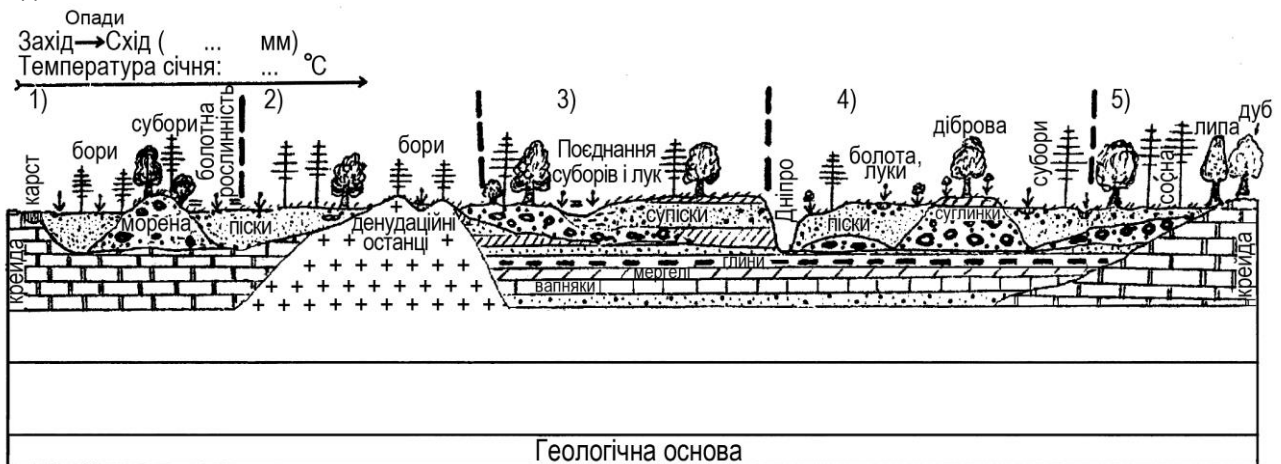 Опади
Захід→Схід ( ... мм)
Температура січня: ... °С
1)
2)
3)
4)
5)
карст
бори
субори
болотна рослинність
бори
Поєднання
суборів і лук
Дніпро
болота,
луки
діброва
субори
сосна
липа
дуб
морена
піски
денудаційні
останці
супіски
піски
суглинки
глини
мергелі
вапняки
крейда
крейда
Геологічна основа